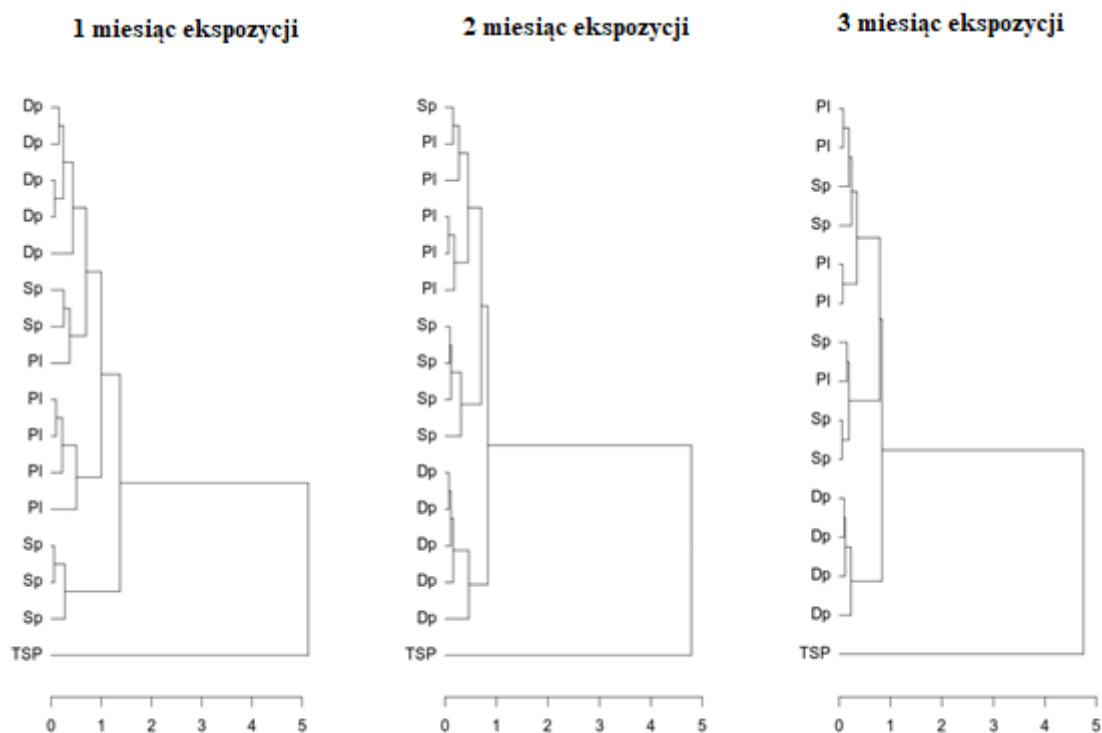 1 miesiąc ekspozycji
Dp
Dp
Dp
Dp
Dp
Sp
Sp
Pl
Pl
Pl
Pl
Pl
Sp
Sp
Sp
TSP
0 1 2 3 4 5
2 miesiąc ekspozycji
Sp
Pl
Pl
Pl
Pl
Pl
Sp
Sp
Sp
Sp
Dp
Dp
Dp
Dp
Dp
TSP
0 1 2 3 4 5
3 miesiąc ekspozycji
Pl
Pl
Sp
Sp
Pl
Pl
Sp
Pl
Sp
Sp
Dp
Dp
Dp
Dp
TSP
0 1 2 3 4 5